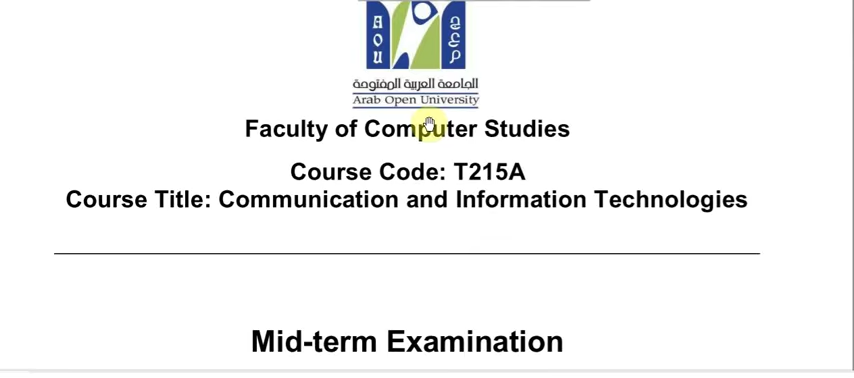 A
O
U
ج
ع
م
الجامعة العربية المفتوحة
Arab Open University
Faculty of Computer Studies
Course Code: T215A
Course Title: Communication and Information Technologies
Mid-term Examination